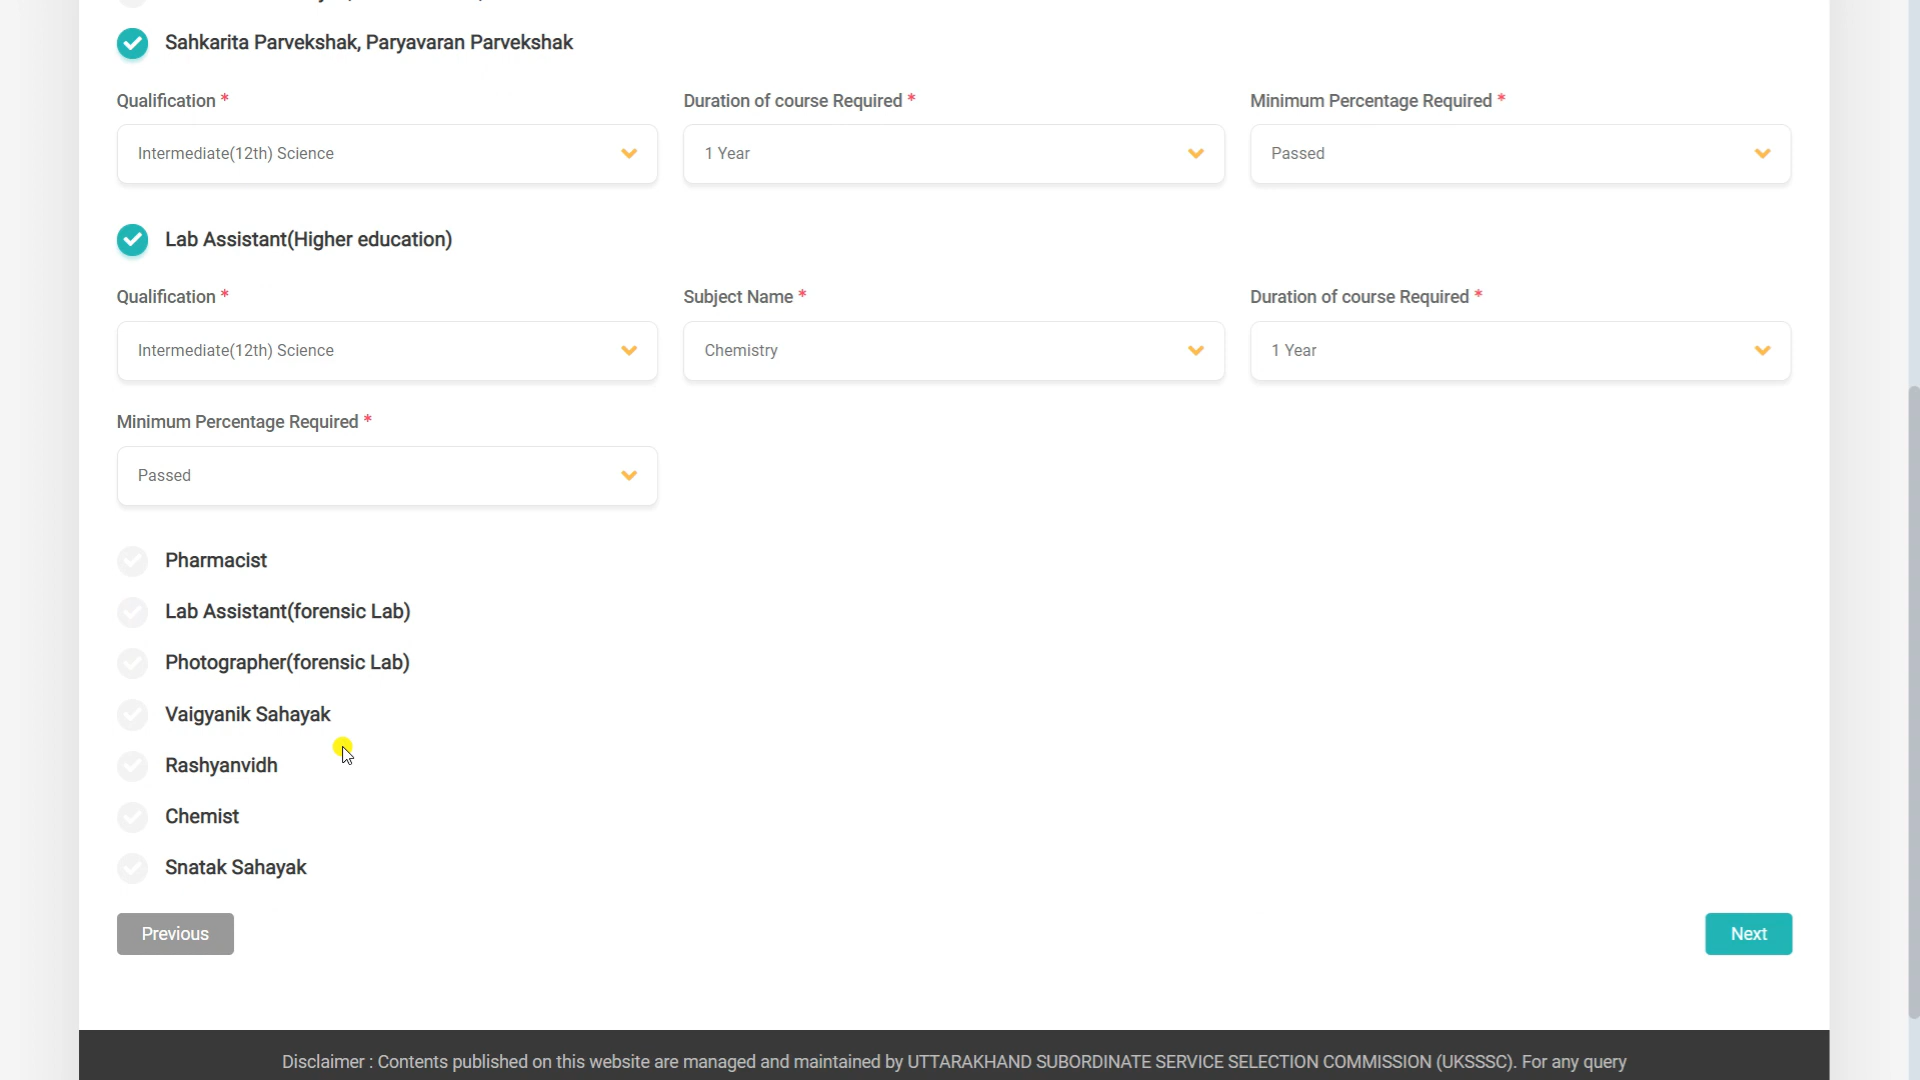 Sahkarita Parvekshak, Paryavaran Parvekshak
Qualification * Duration of course Required * Minimum Percentage Required *
Intermediate(12th) Science 1 Year Passed
Lab Assistant(Higher education)
Qualification * Subject Name * Duration of course Required *
Intermediate(12th) Science Chemistry 1 Year
Minimum Percentage Required *
Passed
Pharmacist
Lab Assistant(forensic Lab)
Photographer(forensic Lab)
Vaigyanik Sahayak
Rashyanvidh
Chemist
Snatak Sahayak
Previous Next
Disclaimer : Contents published on this website are managed and maintained by UTTARAKHAND SUBORDINATE SERVICE SELECTION COMMISSION (UKSSSC). For any query